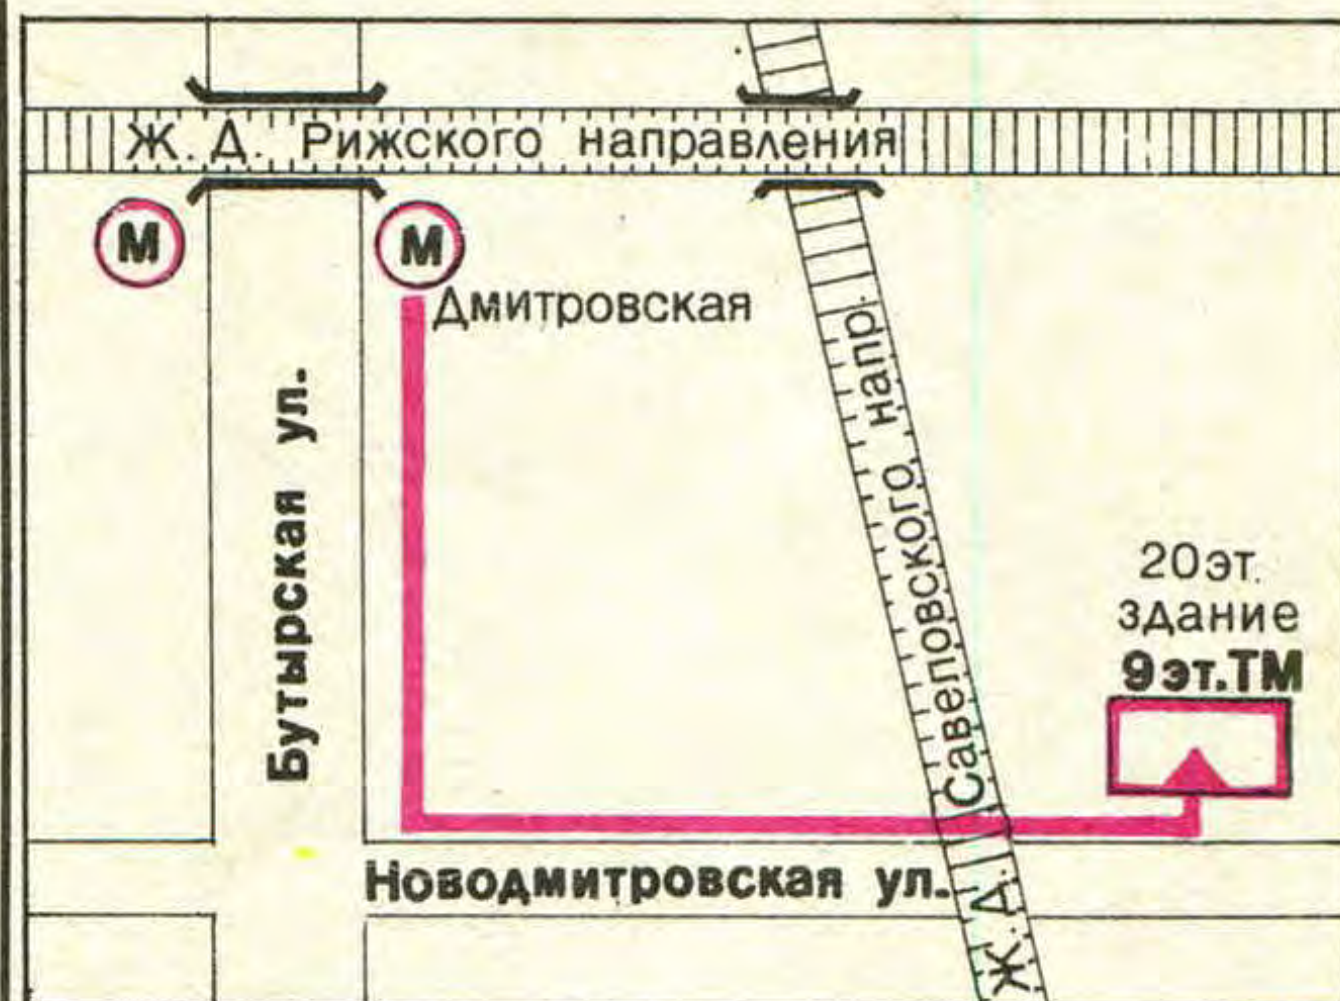 Ж. Д. Рижского направления
М
М
Дмитровская
Бутырская ул.
Ж. Д. Савеловского напр.
20эт.
здание
9эт.ТМ
Новодмитровская ул.